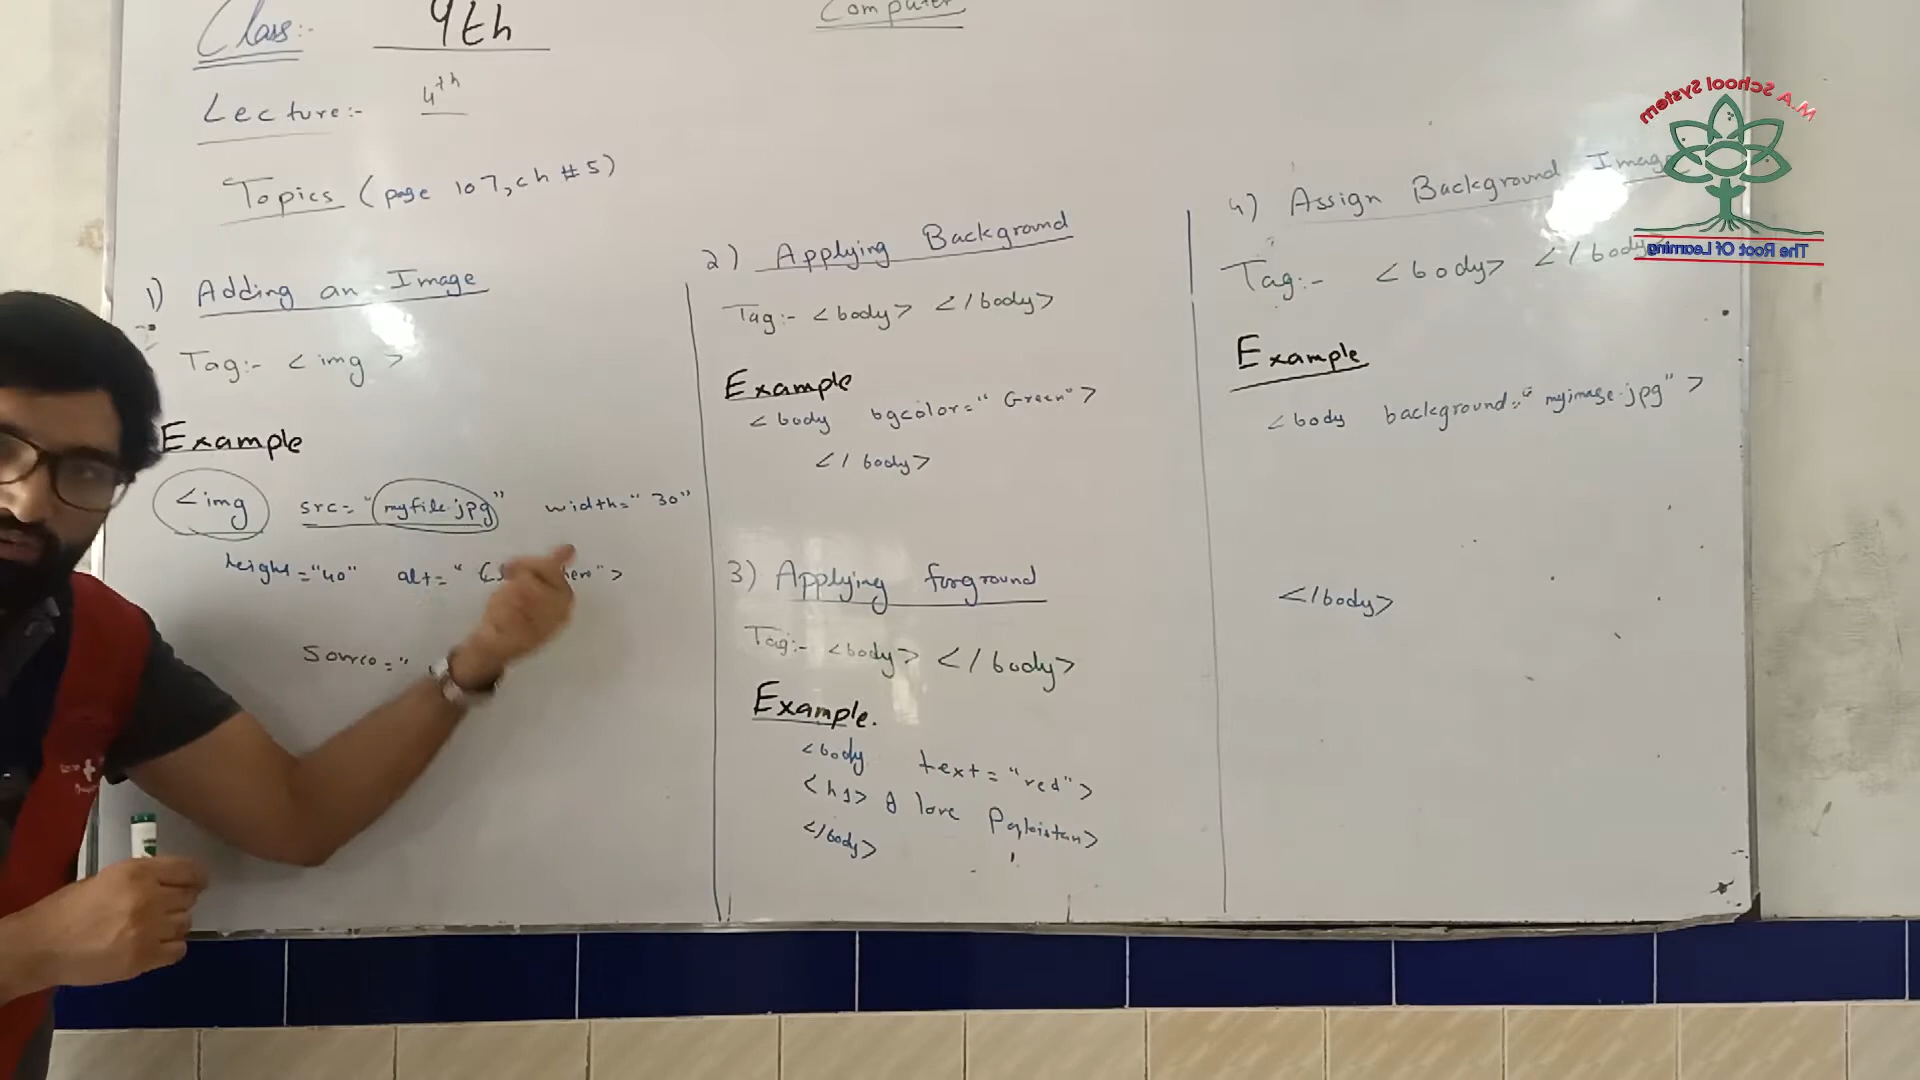 Class:- 9th
Computer
Lecture:- 4th
Topics (page 107, ch # 5)
1) Adding an Image
Tag:- < img >
Example
<img src= "myfile.jpg" width= "30"
height="40" alt= " here" >
Source="
2) Applying Background
Tag:- <body> </body>
Example
< body bgcolor= "Green">
</ body>
3) Applying forground
Tag:- <body> </body>
Example.
<body text= "red">
<h1> I love Pakistan>
</body>
4) Assign Background Image
Tag:- <body> </body>
Example
< body background="myimage.jpg" >
</body>
M.A School System
The Root Of Learning